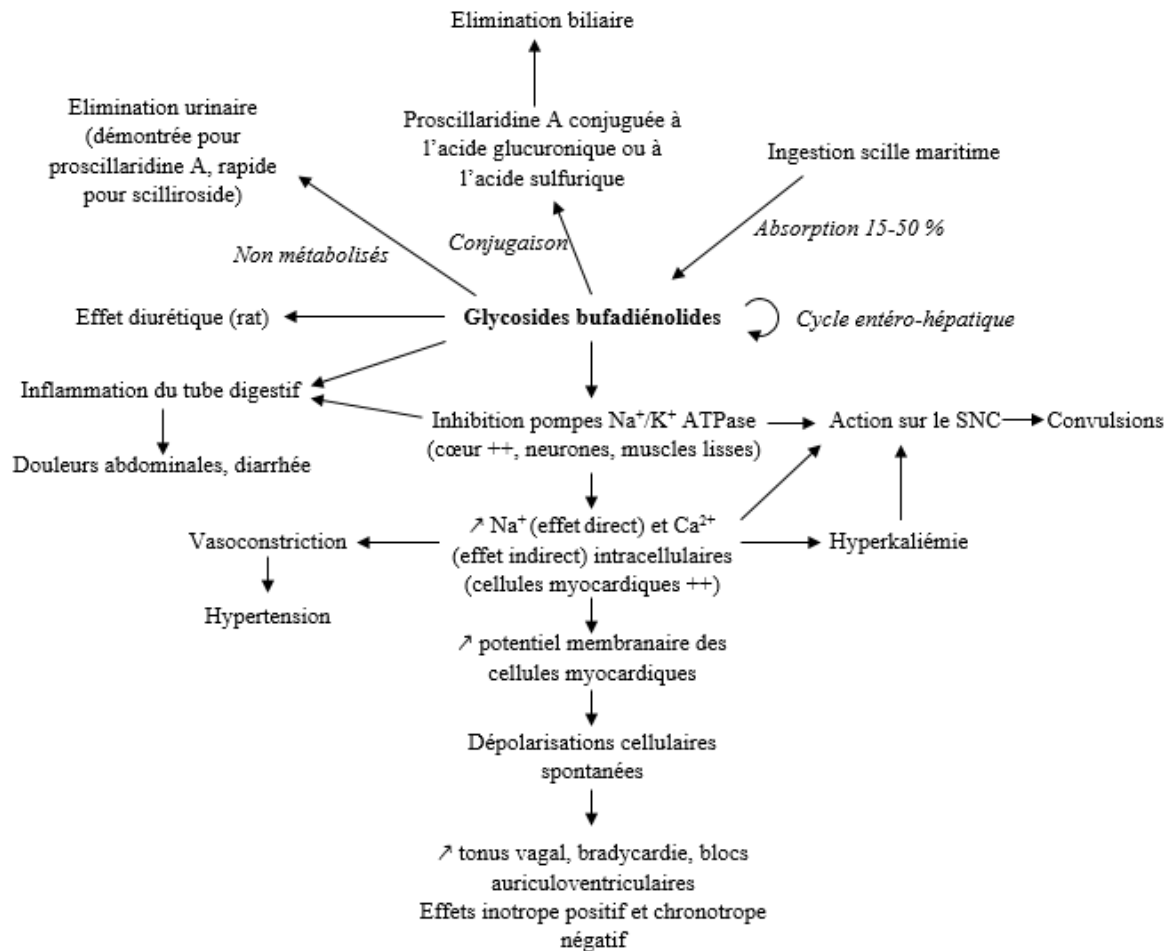 Elimination biliaire
Elimination urinaire
(démontrée pour
proscillaridine A, rapide
pour scilliroside)
Proscillaridine A conjuguée à
l’acide glucuronique ou à
l’acide sulfurique
Ingestion scille maritime
Absorption 15-50 %
Non métabolisés
Conjugaison
Effet diurétique (rat)
Glycosides bufadiénolides
Cycle entéro-hépatique
Inflammation du tube digestif
Inhibition pompes Na⁺/K⁺ ATPase
(cœur ++, neurones, muscles lisses)
Action sur le SNC
Convulsions
Douleurs abdominales, diarrhée
↗ Na⁺ (effet direct) et Ca²⁺
(effet indirect) intracellulaires
(cellules myocardiques ++)
Vasoconstriction
Hyperkaliémie
Hypertension
↗ potentiel membranaire des
cellules myocardiques
Dépolarisations cellulaires
spontanées
↗ tonus vagal, bradycardie, blocs
auriculoventriculaires
Effets inotrope positif et chronotrope
négatif